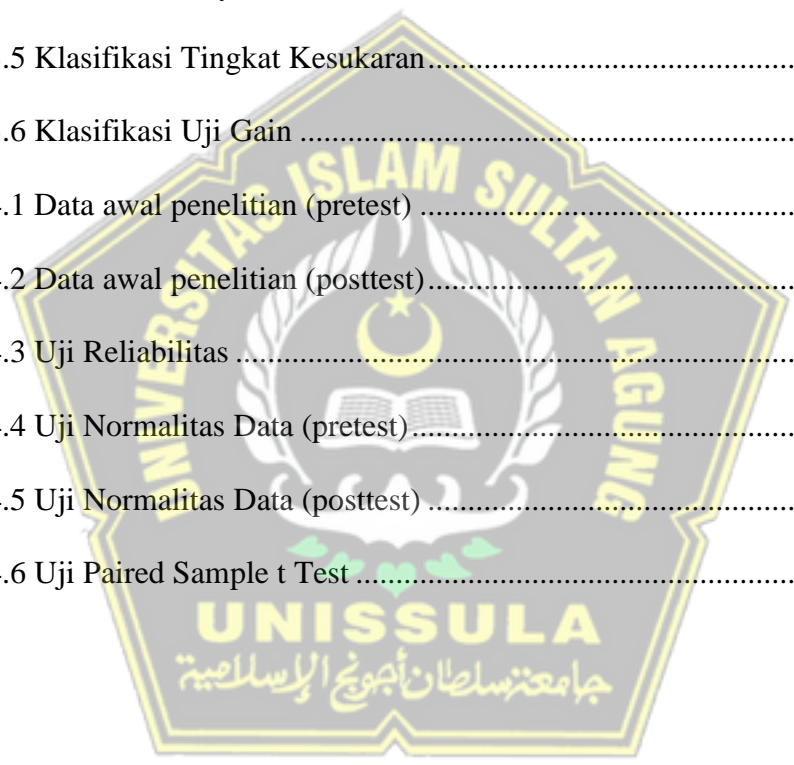 .5 Klasifikasi Tingkat Kesukaran
.6 Klasifikasi Uji Gain
.1 Data awal penelitian (pretest)
.2 Data awal penelitian (posttest)
.3 Uji Reliabilitas
.4 Uji Normalitas Data (pretest)
.5 Uji Normalitas Data (posttest)
.6 Uji Paired Sample t Test
UNIVERSITAS ISLAM SULTAN AGUNG
UNISSULA
جامعة سلطان أجونج الإسلامية